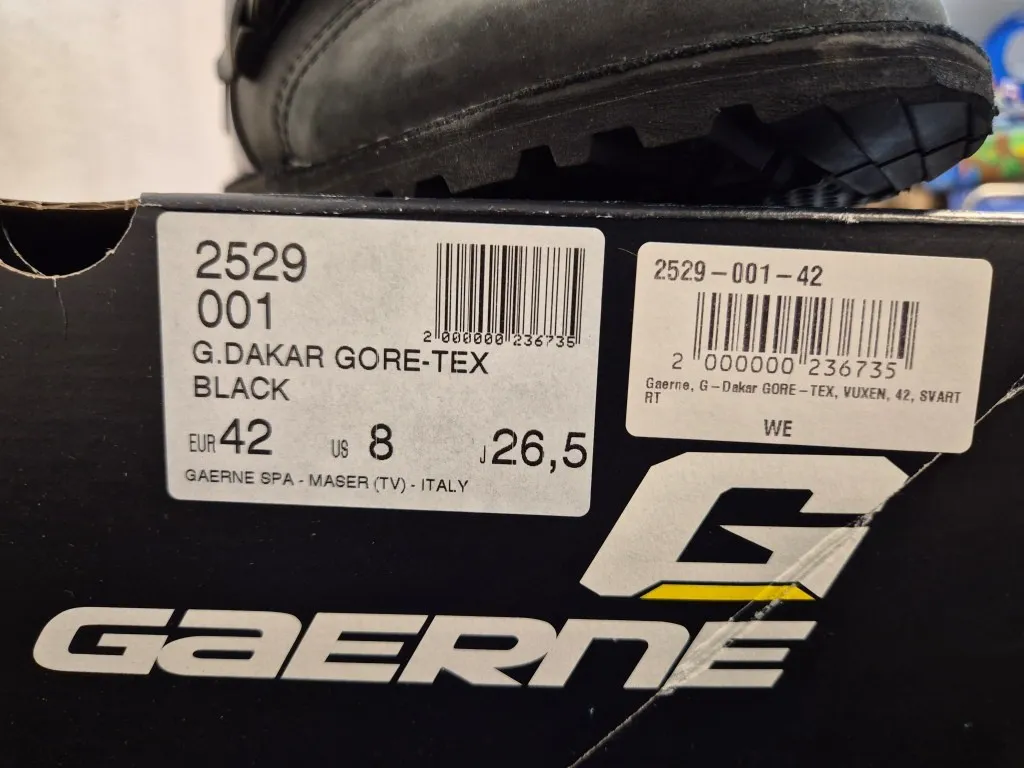 2529
001
2 000000 236735
G.DAKAR GORE-TEX
BLACK
EUR 42 US 8 J 26,5
GAERNE SPA - MASER (TV) - ITALY
2529-001-42
2 000000 236735
Gaerne, G-Dakar GORE-TEX, VUXEN, 42, SVART
RT
WE
G
GAERNE